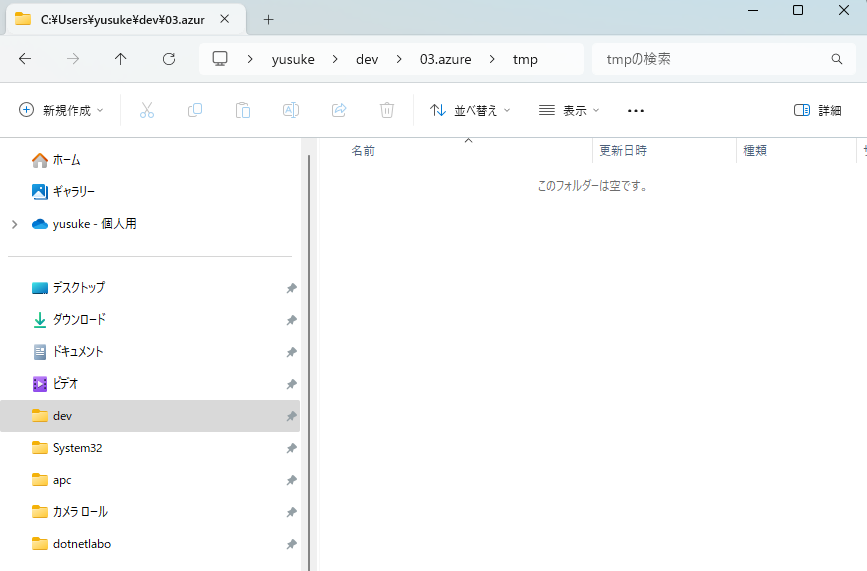 C:¥Users¥yusuke¥dev¥03.azur
yusuke dev 03.azure tmp tmpの検索
新規作成 並べ替え 表示 詳細
名前 更新日時 種類
このフォルダーは空です。
ホーム
ギャラリー
yusuke - 個人用
デスクトップ
ダウンロード
ドキュメント
ビデオ
dev
System32
apc
カメラ ロール
dotnetlabo